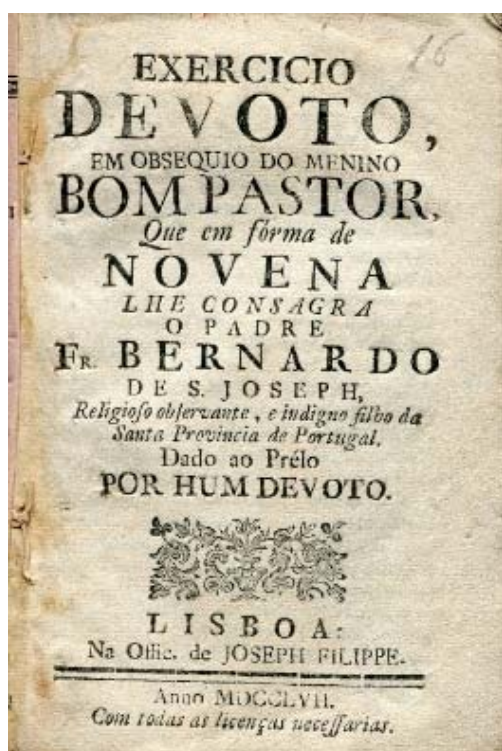 16
EXERCICIO
DEVOTO,
EM OBSEQUIO DO MENINO
BOM PASTOR,
Que em fórma de
NOVENA
LHE CONSAGRA
O PADRE
FR. BERNARDO
DE S. JOSEPH,
Religioſo obſervante, e indigno filho da
Santa Provincia de Portugal.
Dado ao Prélo
POR HUM DEVOTO.
LISBOA:
Na Offic. de JOSEPH FILIPPE.
Anno MDCCLVII.
Com todas as licenças neceſſarias.